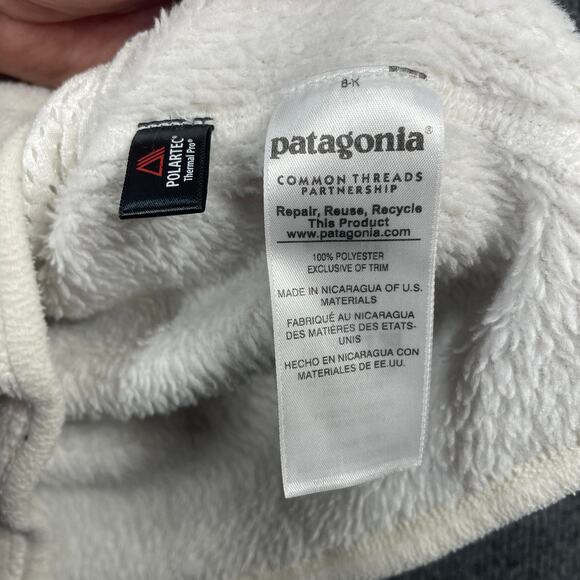 8-K
patagonia®
COMMON THREADS
PARTNERSHIP
Repair, Reuse, Recycle
This Product
www.patagonia.com
100% POLYESTER
EXCLUSIVE OF TRIM
MADE IN NICARAGUA OF U.S.
MATERIALS
FABRIQUÉ AU NICARAGUA
DES MATIÈRES DES ETATS-
UNIS
HECHO EN NICARAGUA CON
MATERIALES DE EE.UU.
POLARTEC®
Thermal Pro®